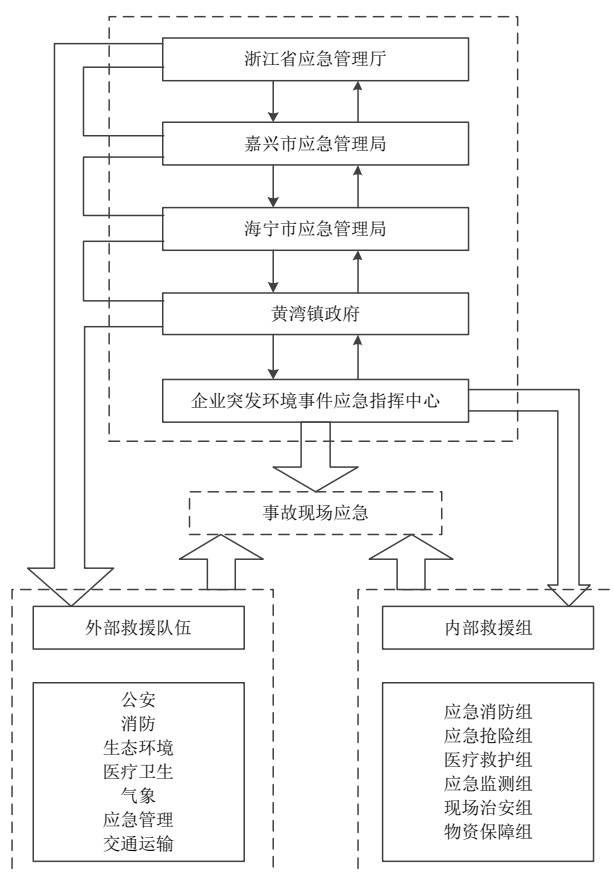 浙江省应急管理厅
嘉兴市应急管理局
海宁市应急管理局
黄湾镇政府
企业突发环境事件应急指挥中心
事故现场应急
外部救援队伍
公安
消防
生态环境
医疗卫生
气象
应急管理
交通运输
内部救援组
应急消防组
应急抢险组
医疗救护组
应急监测组
现场治安组
物资保障组